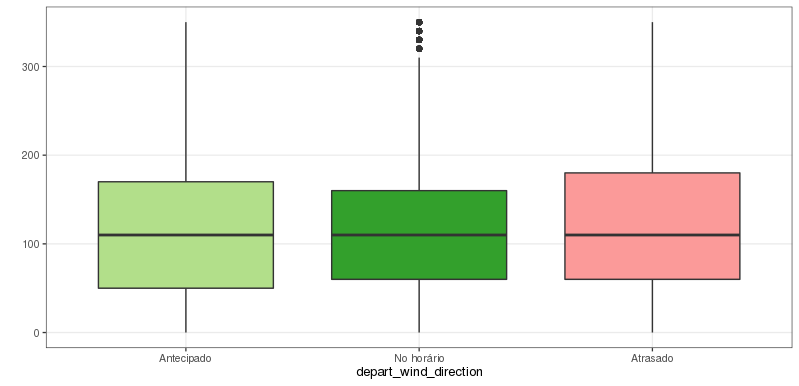 300
200
100
0
Antecipado No horário Atrasado
depart_wind_direction